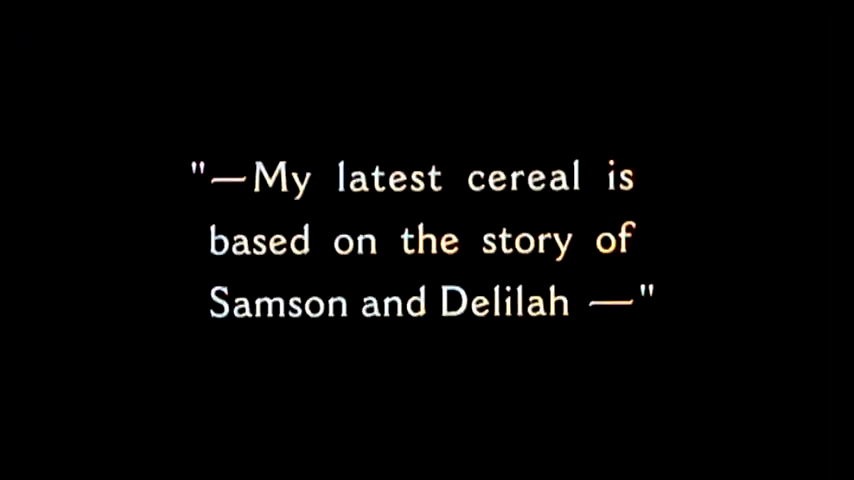 "—My latest cereal is
based on the story of
Samson and Delilah —"